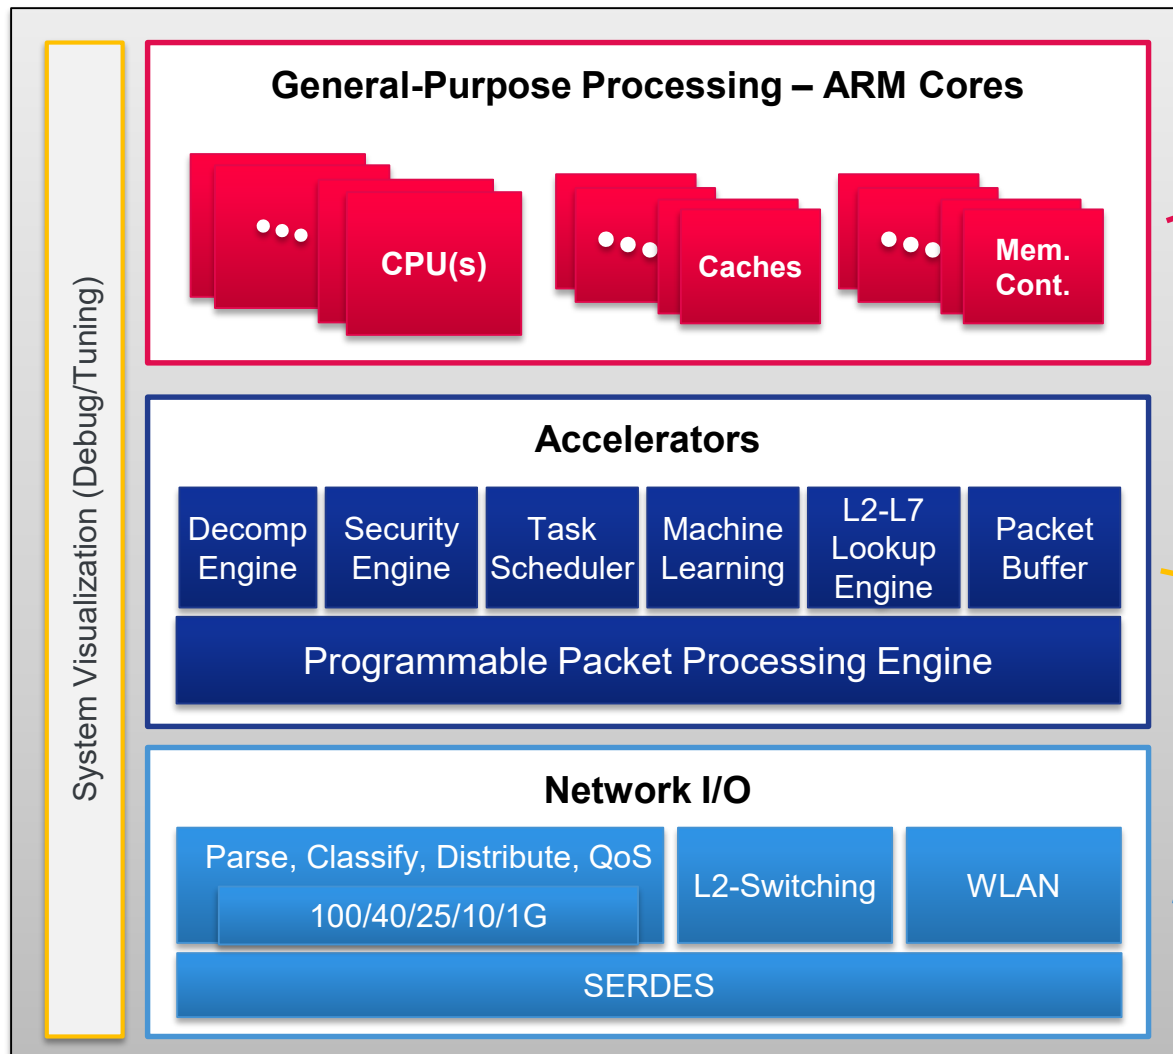 System Visualization (Debug/Tuning)
General-Purpose Processing – ARM Cores
CPU(s)
Caches
Mem.
Cont.
Accelerators
Decomp
Engine
Security
Engine
Task
Scheduler
Machine
Learning
L2-L7
Lookup
Engine
Packet
Buffer
Programmable Packet Processing Engine
Network I/O
Parse, Classify, Distribute, QoS
100/40/25/10/1G
L2-Switching
WLAN
SERDES